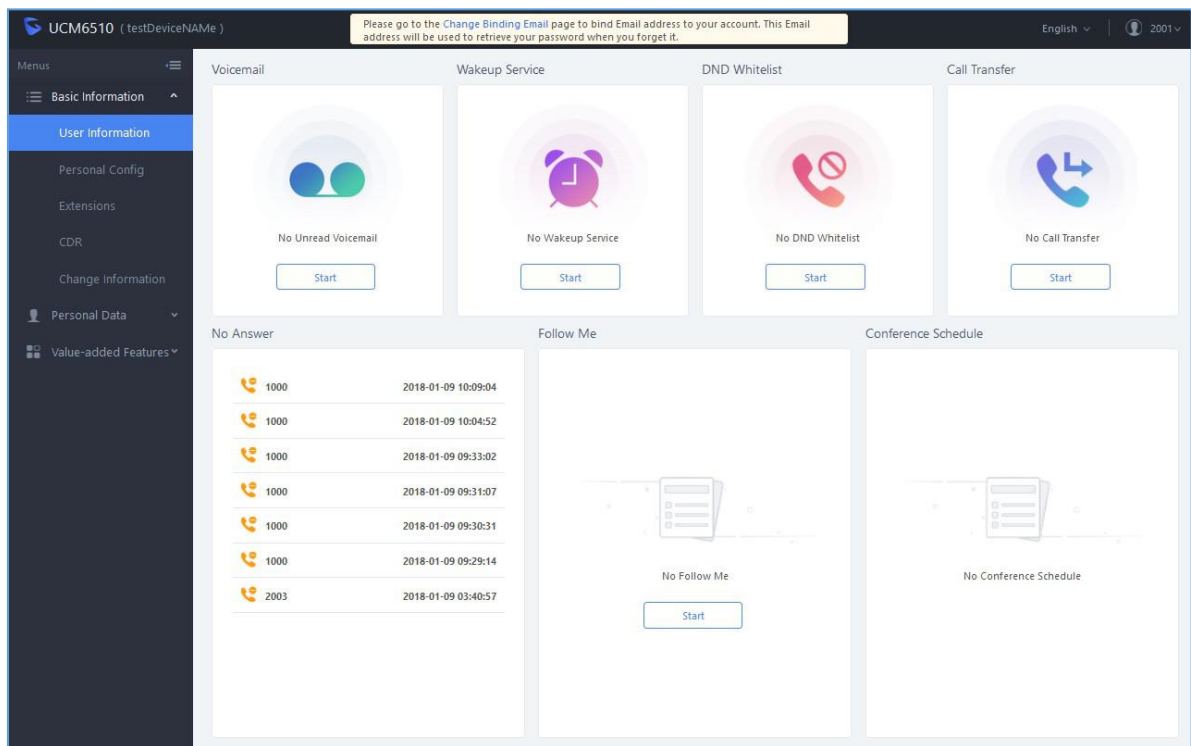 UCM6510 ( testDeviceNAMe )
Please go to the Change Binding Email page to bind Email address to your account. This Email
address will be used to retrieve your password when you forget it.
English
2001
Menus
Basic Information
User Information
Personal Config
Extensions
CDR
Change Information
Personal Data
Value-added Features
Voicemail
Wakeup Service
DND Whitelist
Call Transfer
No Unread Voicemail
No Wakeup Service
No DND Whitelist
No Call Transfer
Start
Start
Start
Start
No Answer
Follow Me
Conference Schedule
1000 2018-01-09 10:09:04
1000 2018-01-09 10:04:52
1000 2018-01-09 09:33:02
1000 2018-01-09 09:31:07
1000 2018-01-09 09:30:31
1000 2018-01-09 09:29:14
2003 2018-01-09 03:40:57
No Follow Me
Start
No Conference Schedule